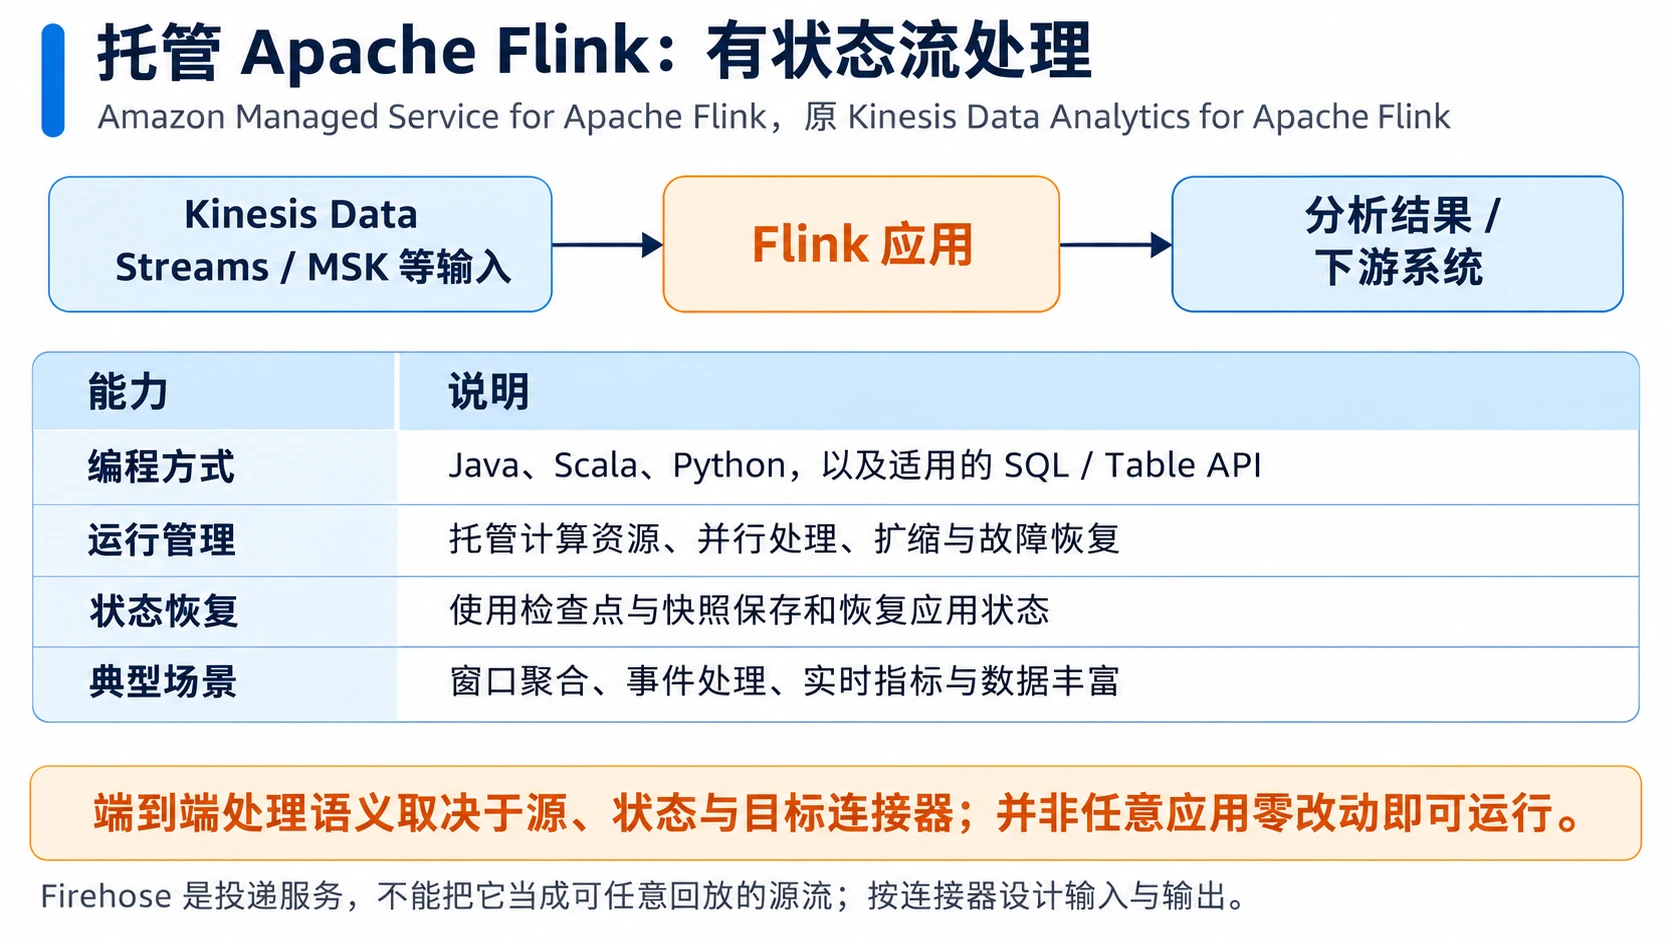 托管 Apache Flink：有状态流处理
Amazon Managed Service for Apache Flink，原 Kinesis Data Analytics for Apache Flink
Kinesis Data
Streams / MSK 等输入
Flink 应用
分析结果 /
下游系统
能力 说明
编程方式 Java、Scala、Python，以及适用的 SQL / Table API
运行管理 托管计算资源、并行处理、扩缩与故障恢复
状态恢复 使用检查点与快照保存和恢复应用状态
典型场景 窗口聚合、事件处理、实时指标与数据丰富
端到端处理语义取决于源、状态与目标连接器；并非任意应用零改动即可运行。
Firehose 是投递服务，不能把它当成可任意回放的源流；按连接器设计输入与输出。